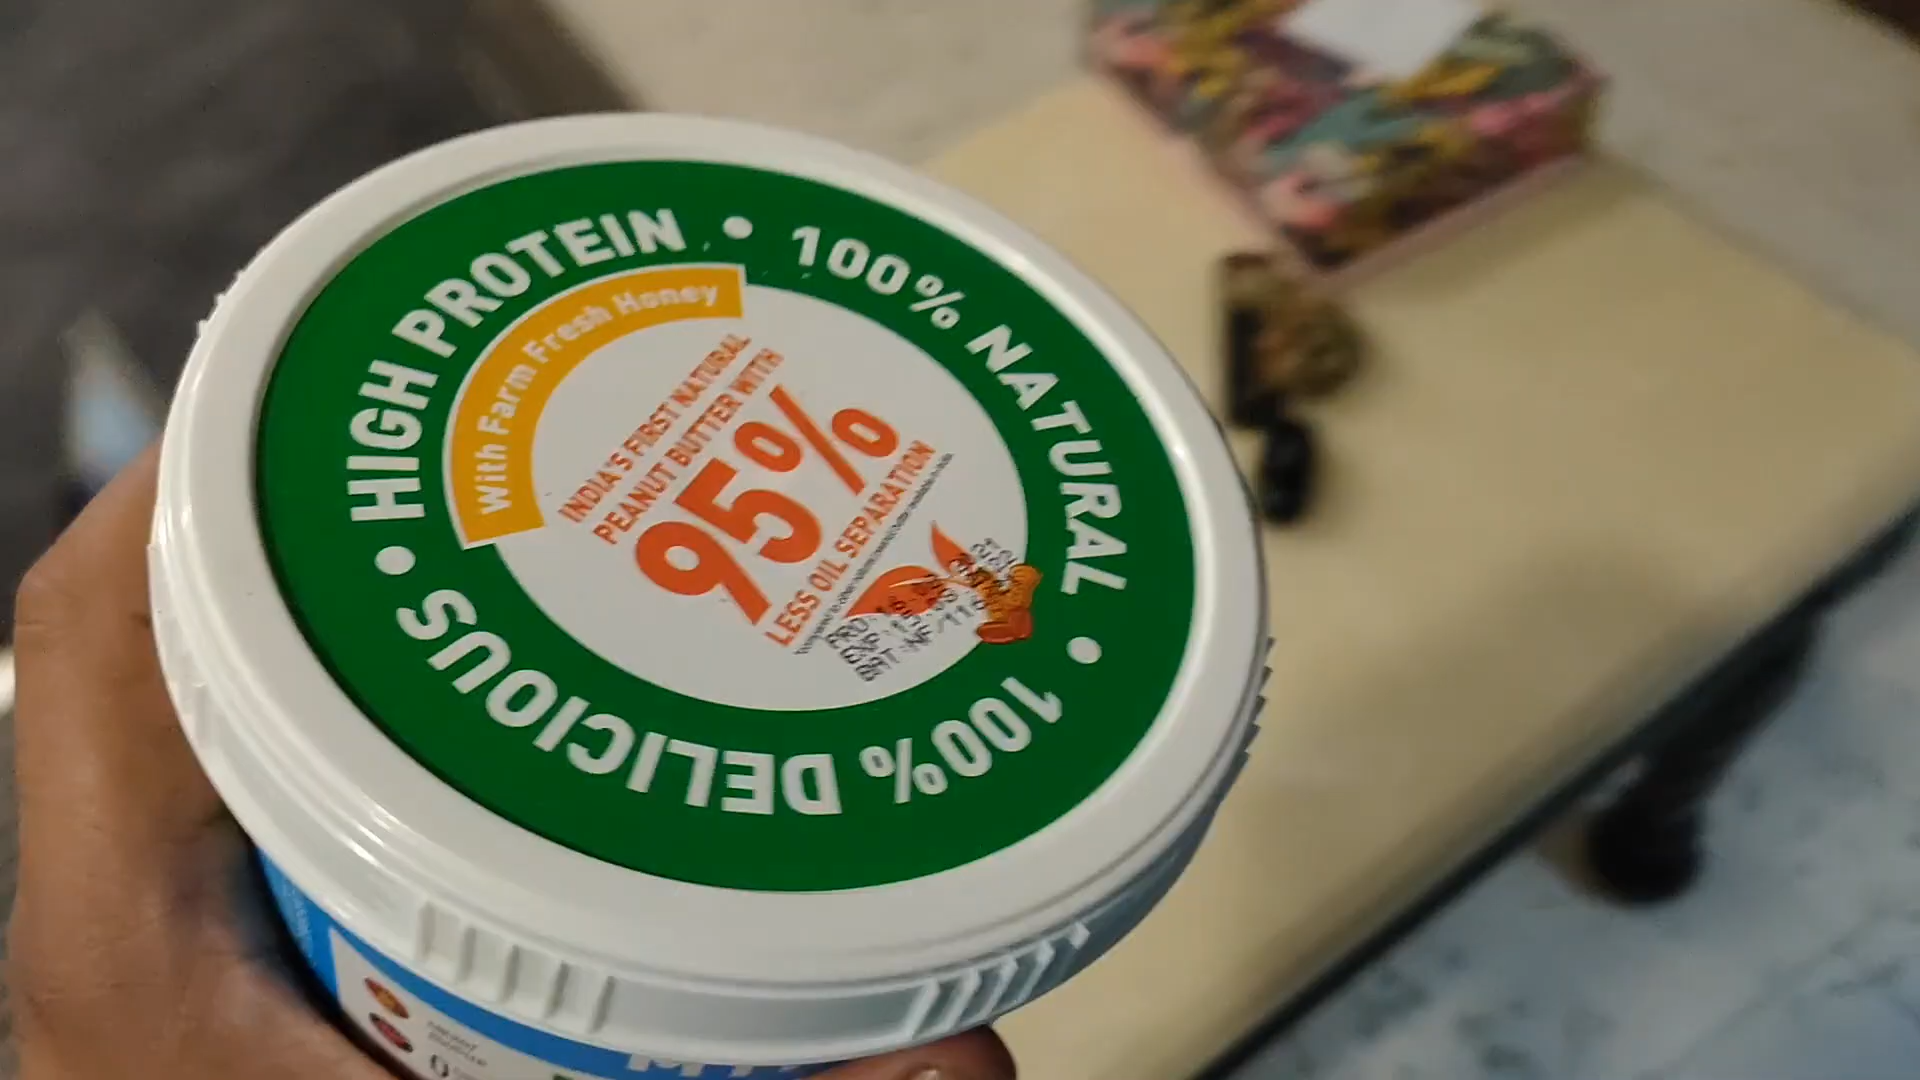 HIGH PROTEIN • 100% NATURAL • 100% DELICIOUS •
With Farm Fresh Honey
INDIA'S FIRST NATURAL
PEANUT BUTTER WITH
95%
LESS OIL SEPARATION